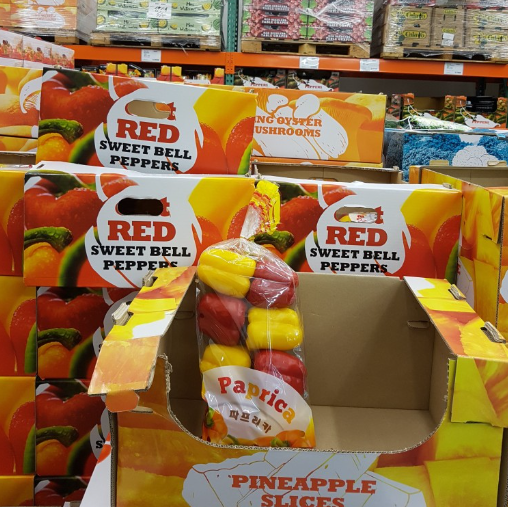 RED
SWEET BELL
PEPPERS
NG OYSTER
USHROOMS
RED
SWEET BELL
PEPPERS
RED
SWEET BELL
PEPPERS
Paprica
파프리카
PINEAPPLE
SLICES